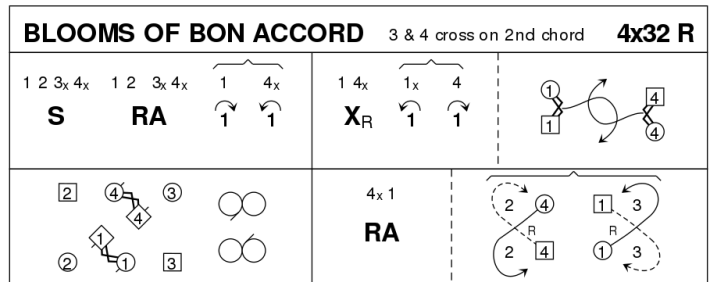 BLOOMS OF BON ACCORD 3 & 4 cross on 2nd chord 4x32 R
1 2 3x 4x 1 2 3x 4x 1 4x 1 4x 1x 4
S RA 1 1 XR 1 1
1 4
1 4
2 4 3 4x 1 2 4 1 3
4 RA R R
1 2 4 1 3
2 1 3